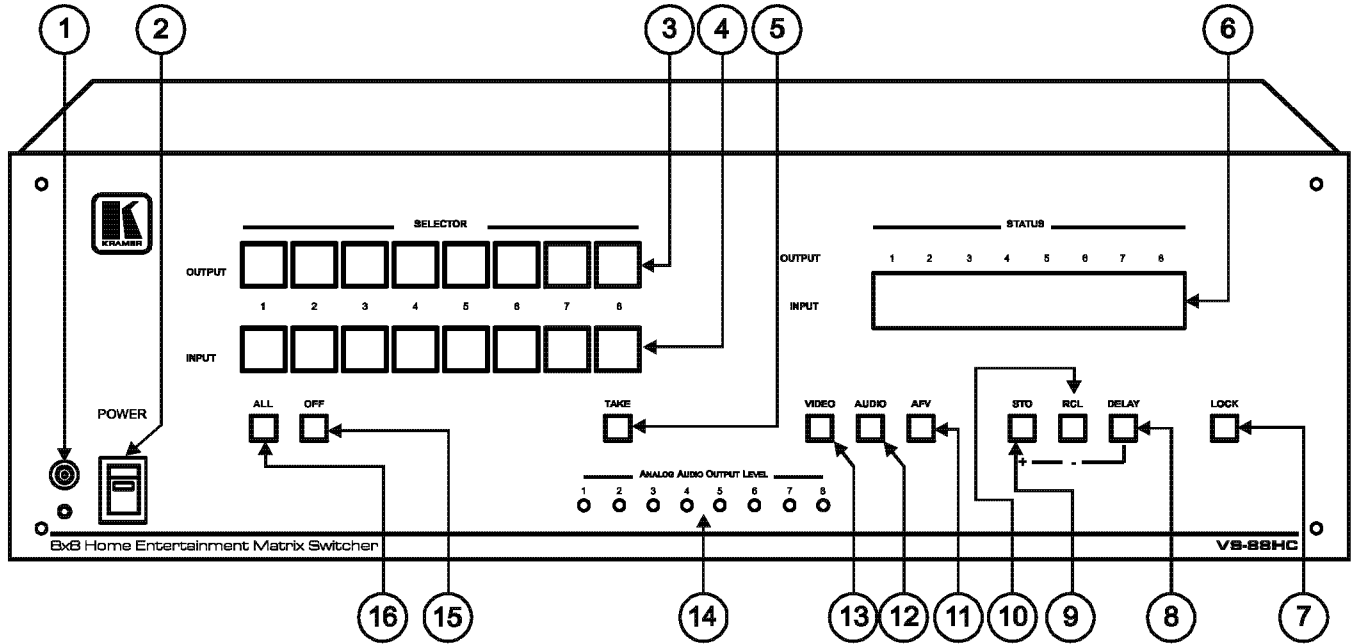 1 2 3 4 5 6
KRAMER
SELECTOR
STATUS
OUTPUT
OUTPUT 1 2 3 4 5 6 7 8
1 2 3 4 5 6 7 8
INPUT
INPUT
POWER
ALL OFF TAKE VIDEO AUDIO AFV STO RCL DELAY LOCK
+ -
ANALOG AUDIO OUTPUT LEVEL
1 2 3 4 5 6 7 8
8x8 Home Entertainment Matrix Switcher VS-88HC
16 15 14 13 12 11 10 9 8 7